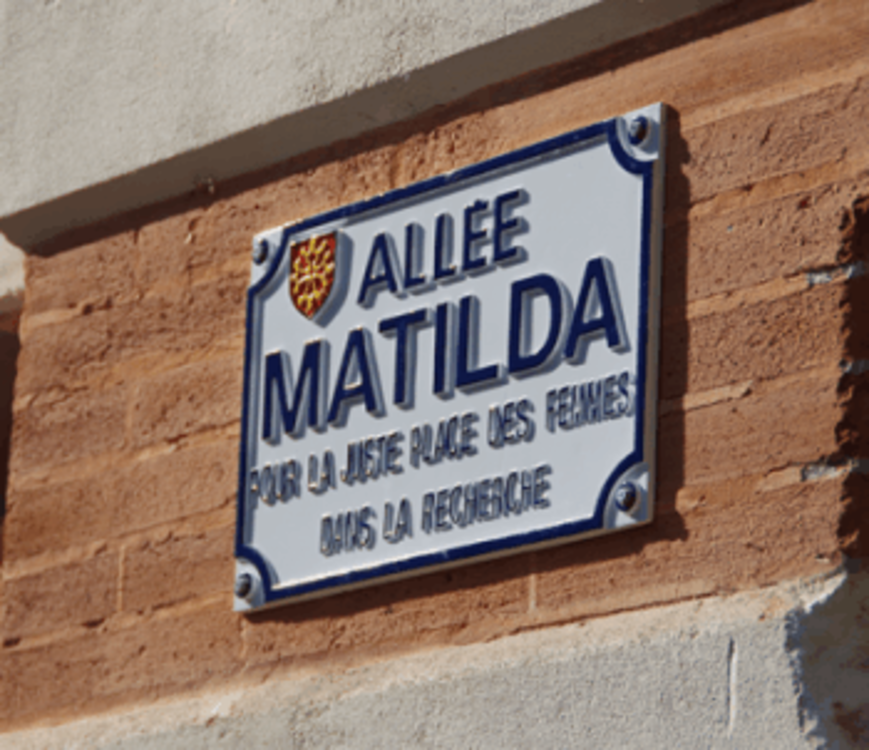 ALLÉE
MATILDA
POUR LA JUSTE PLACE DES FEMMES
DANS LA RECHERCHE